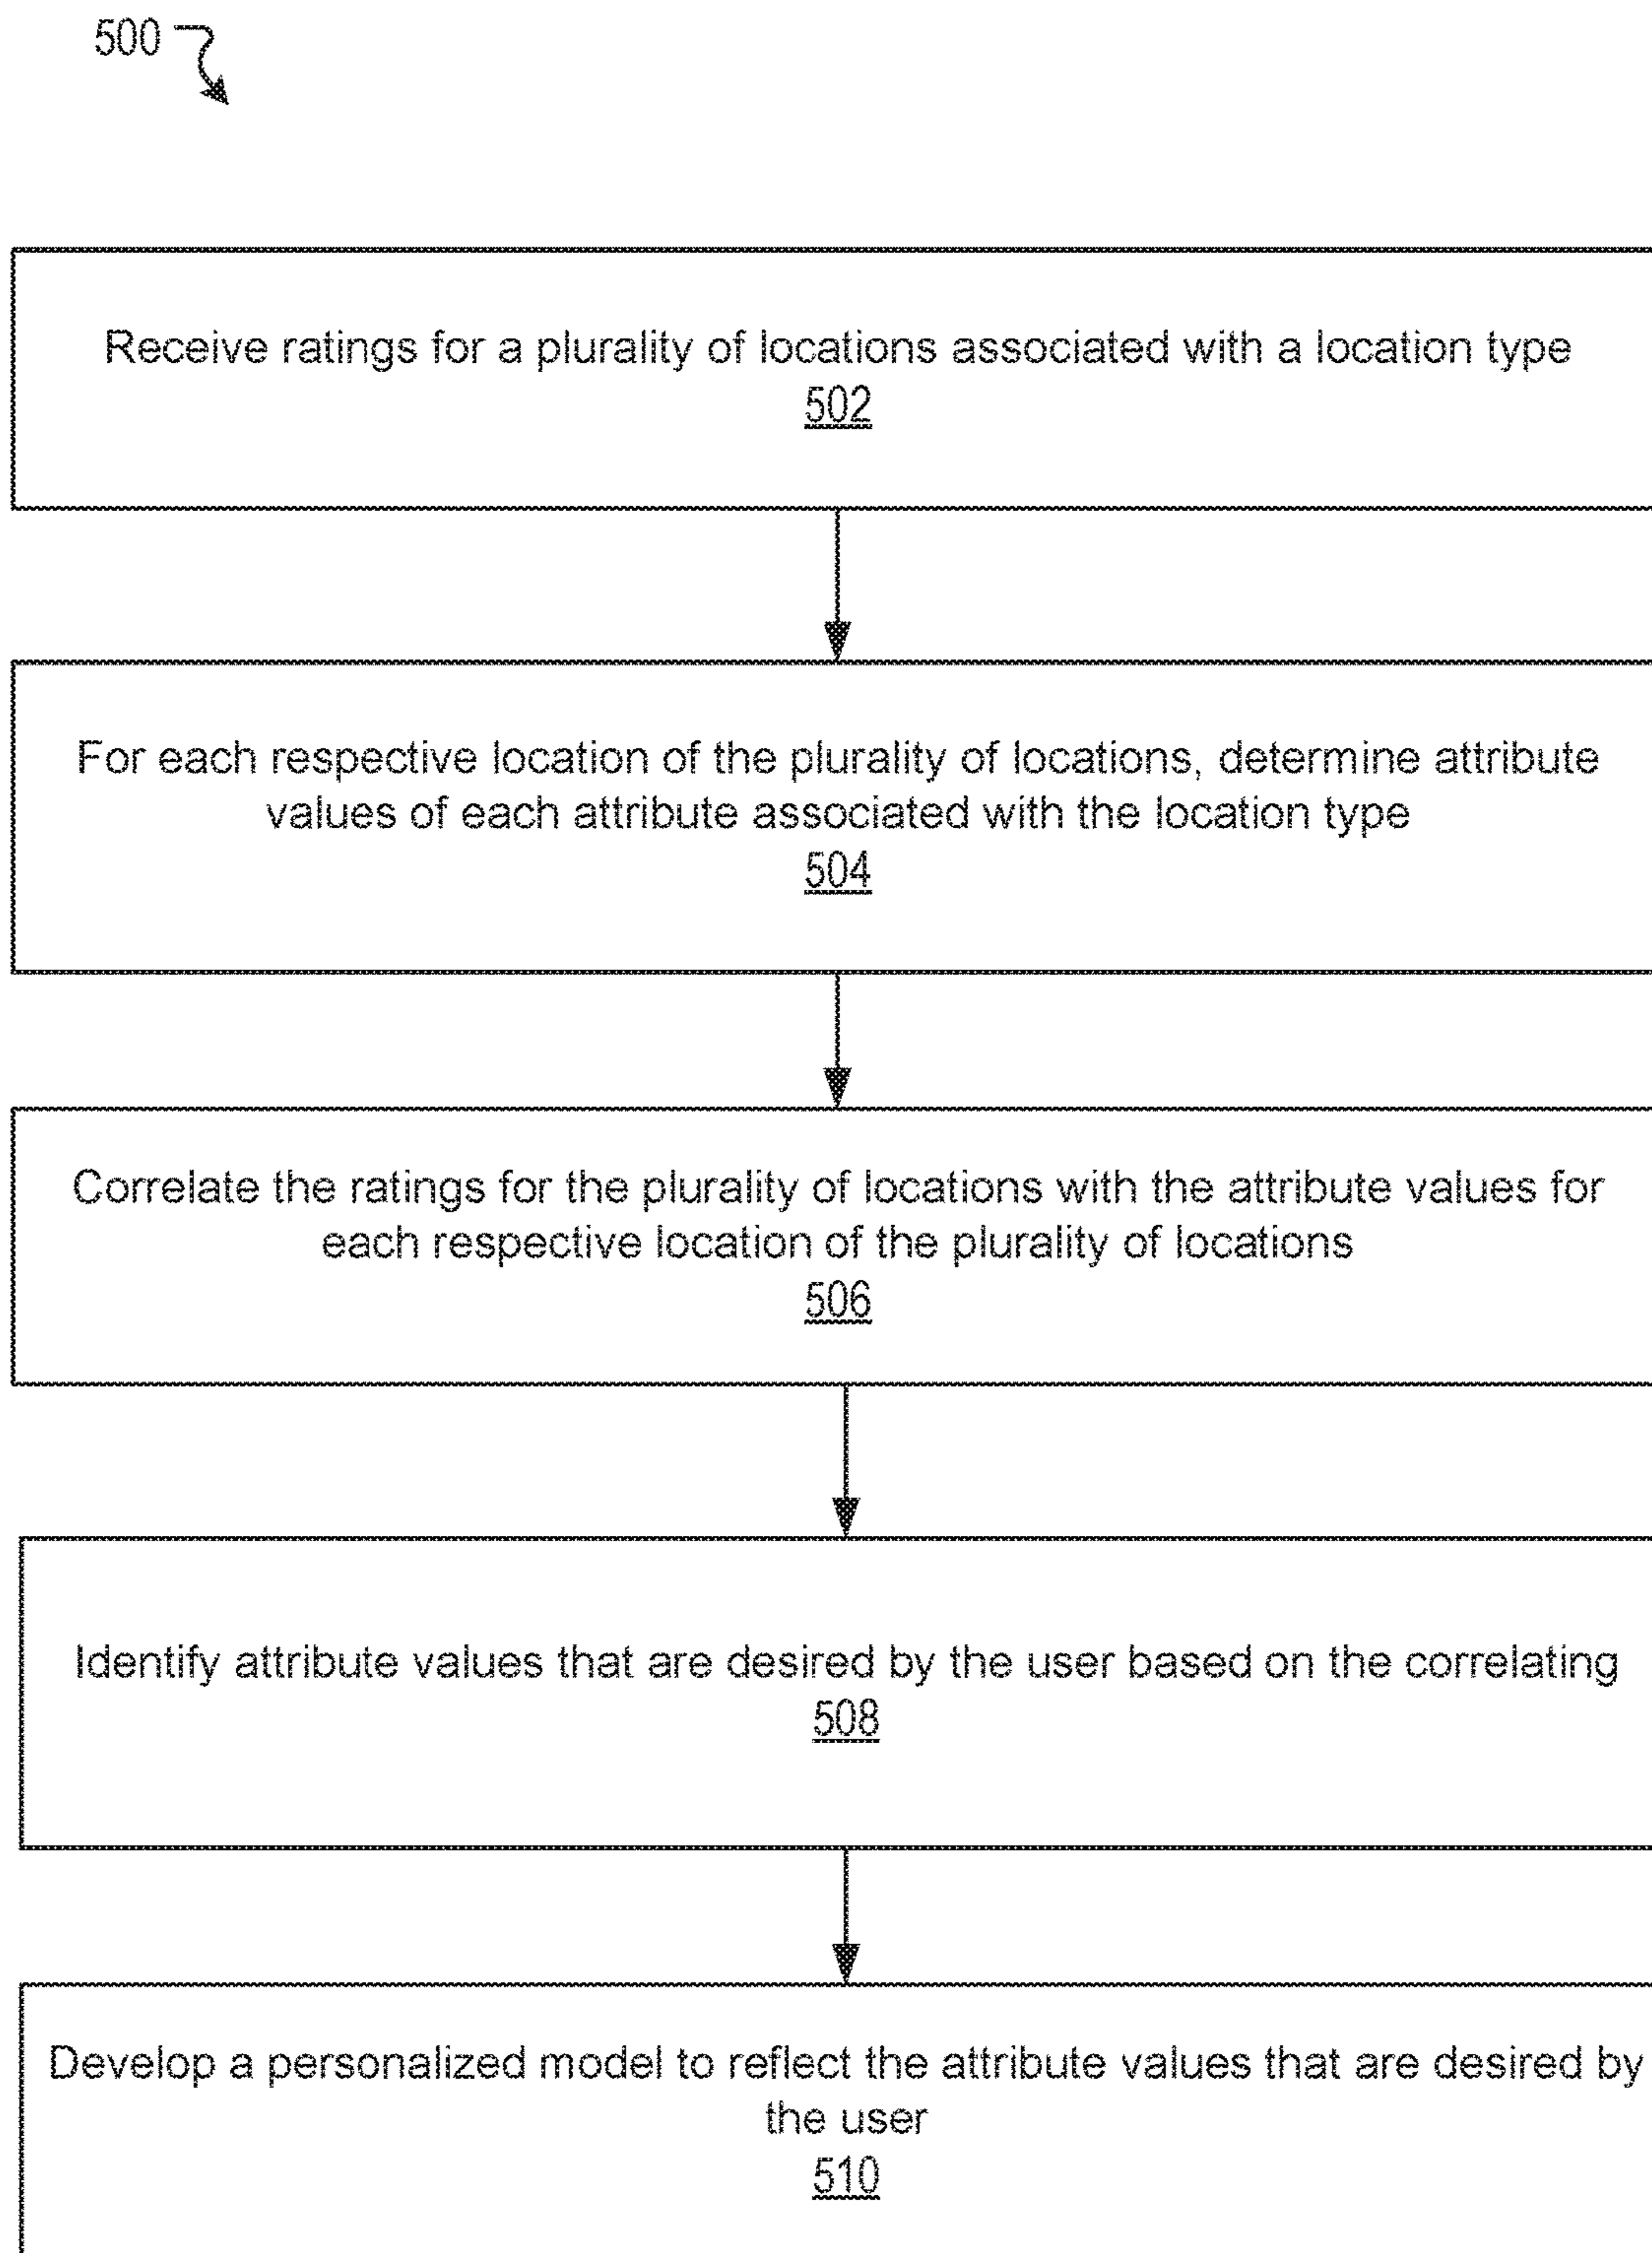 500
Receive ratings for a plurality of locations associated with a location type
502
For each respective location of the plurality of locations, determine attribute
values of each attribute associated with the location type
504
Correlate the ratings for the plurality of locations with the attribute values for
each respective location of the plurality of locations
506
Identify attribute values that are desired by the user based on the correlating
508
Develop a personalized model to reflect the attribute values that are desired by
the user
510